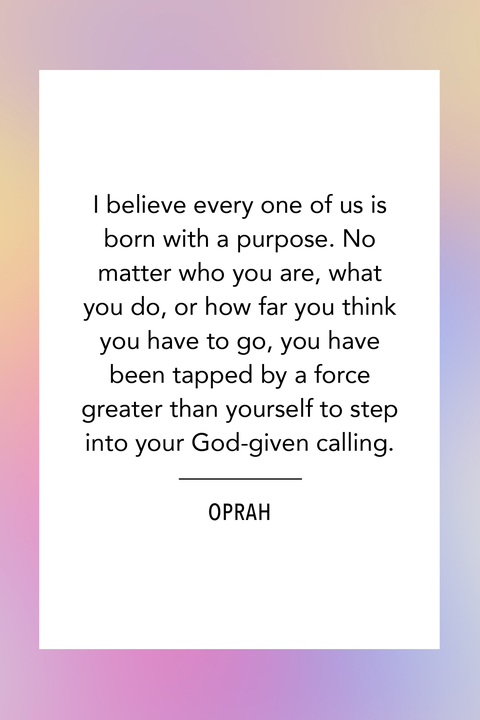 I believe every one of us is
born with a purpose. No
matter who you are, what
you do, or how far you think
you have to go, you have
been tapped by a force
greater than yourself to step
into your God-given calling.
OPRAH